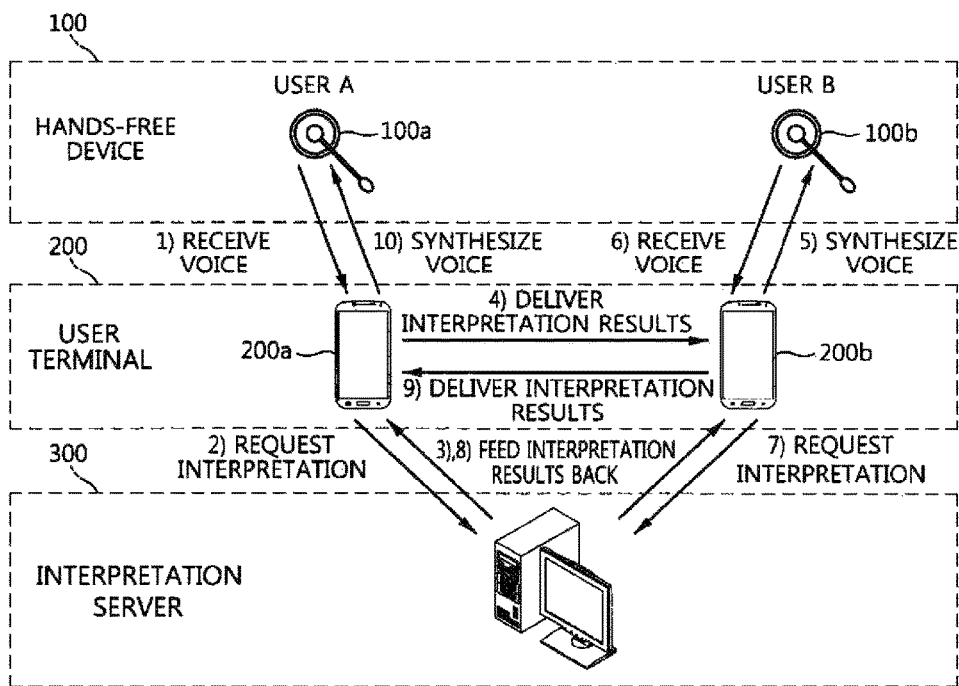 100
USER A
USER B
HANDS-FREE
DEVICE
100a
100b
1) RECEIVE
VOICE
10) SYNTHESIZE
VOICE
6) RECEIVE
VOICE
5) SYNTHESIZE
VOICE
200
4) DELIVER
INTERPRETATION RESULTS
USER
TERMINAL
200a
200b
9) DELIVER INTERPRETATION
RESULTS
2) REQUEST
INTERPRETATION
3),8) FEED INTERPRETATION
RESULTS BACK
7) REQUEST
INTERPRETATION
300
INTERPRETATION
SERVER